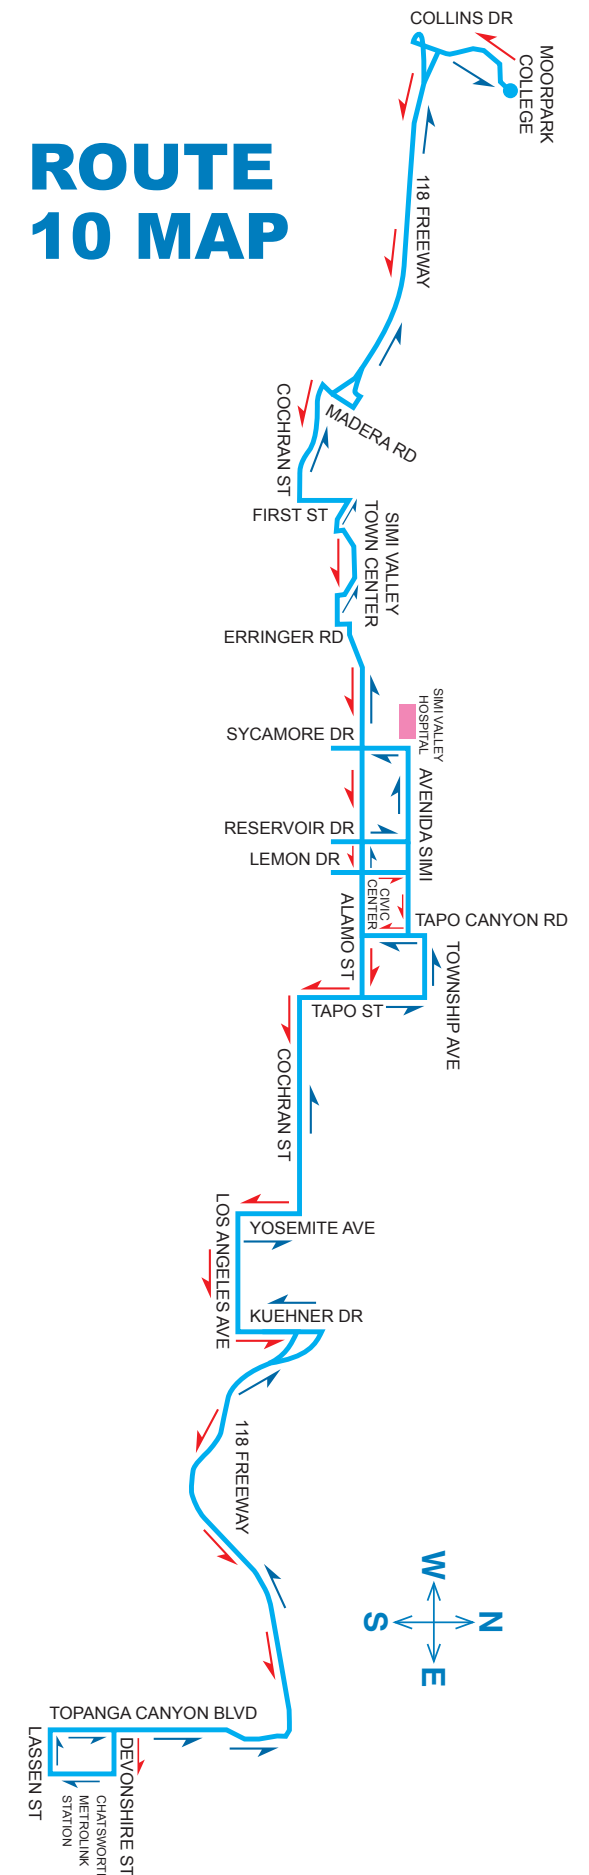 COLLINS DR
MOORPARK
COLLEGE
ROUTE
10 MAP
118 FREEWAY
COCHRAN ST
MADERA RD
FIRST ST
SIMI VALLEY
TOWN CENTER
ERRINGER RD
SIMI VALLEY
HOSPITAL
SYCAMORE DR
AVENIDA SIMI
RESERVOIR DR
LEMON DR
CIVIC
CENTER
ALAMO ST
TAPO CANYON RD
TOWNSHIP AVE
TAPO ST
COCHRAN ST
LOS ANGELES AVE
YOSEMITE AVE
KUEHNER DR
118 FREEWAY
W
S
N
E
TOPANGA CANYON BLVD
LASSEN ST
DEVONSHIRE ST
CHATSWORTH
METROLINK
STATION